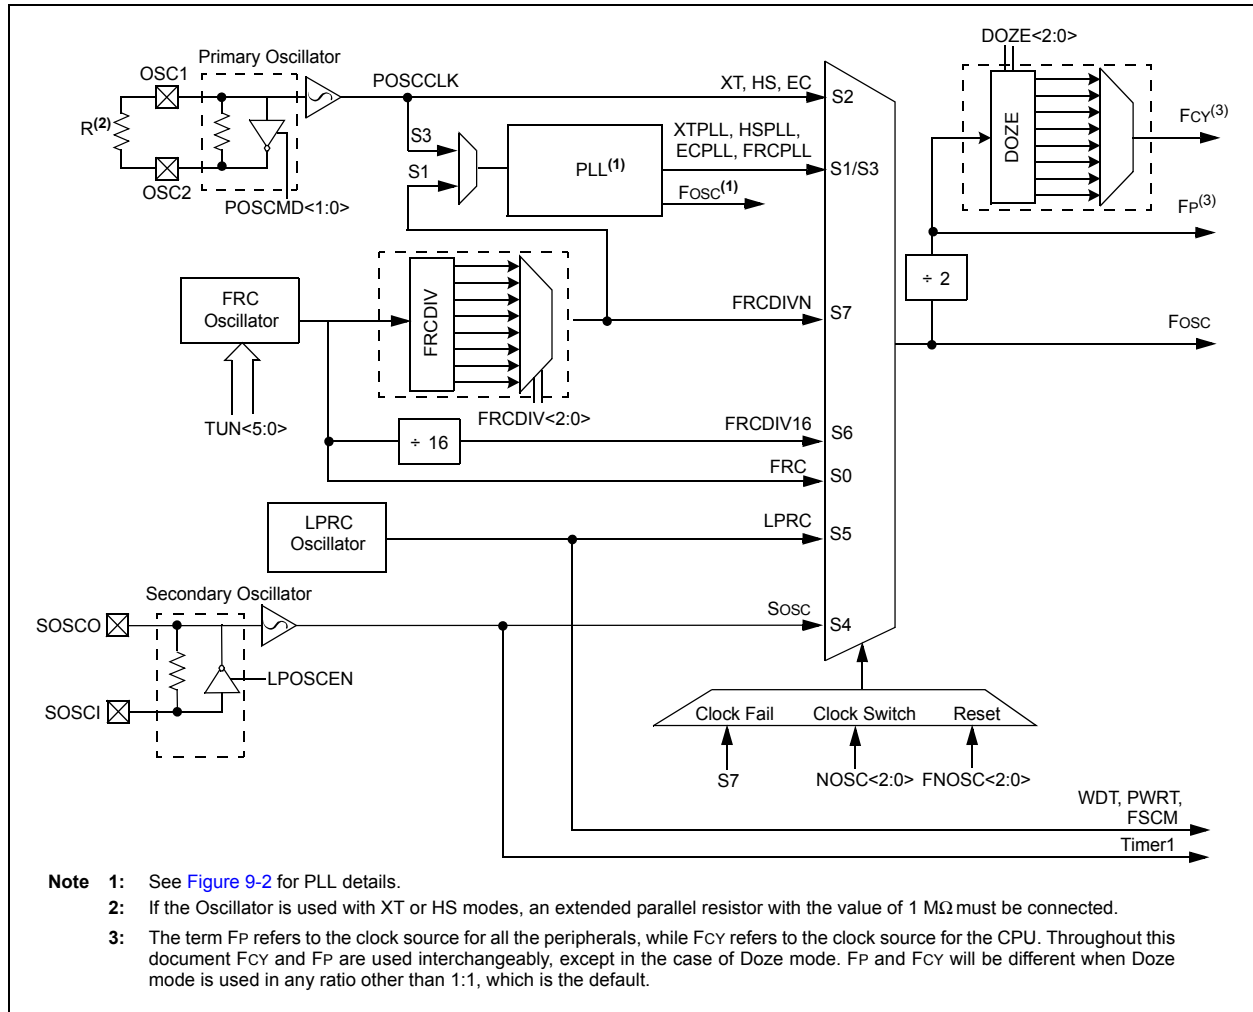 Primary Oscillator
OSC1
R(2)
OSC2
POSCMD<1:0>
POSCCLK
S3
S1
PLL(1)
XT, HS, EC
S2
XTPLL, HSPLL,
ECPLL, FRCPLL
S1/S3
FOSC(1)
DOZE<2:0>
DOZE
FCY(3)
FP(3)
÷ 2
FOSC
FRC
Oscillator
TUN<5:0>
FRCDIV
FRCDIV<2:0>
FRCDIVN
S7
÷ 16
FRCDIV16
S6
FRC
S0
LPRC
Oscillator
LPRC
S5
Secondary Oscillator
SOSCO
SOSCI
LPOSCEN
SOSC
S4
Clock Fail
Clock Switch
Reset
S7
NOSC<2:0>
FNOSC<2:0>
WDT, PWRT,
FSCM
Timer1
Note 1: See Figure 9-2 for PLL details.
2: If the Oscillator is used with XT or HS modes, an extended parallel resistor with the value of 1 MΩ must be connected.
3: The term FP refers to the clock source for all the peripherals, while FCY refers to the clock source for the CPU. Throughout this
document FCY and FP are used interchangeably, except in the case of Doze mode. FP and FCY will be different when Doze
mode is used in any ratio other than 1:1, which is the default.